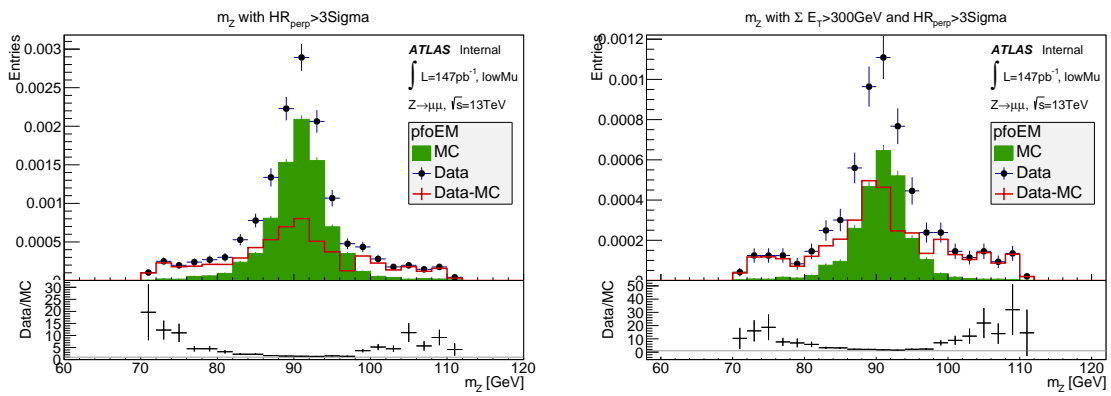 m_Z with HR_perp>3Sigma
Entries
0.003
0.0025
0.002
0.0015
0.001
0.0005
0
ATLAS Internal
∫ L=147pb⁻¹, lowMu
Z→μμ, √s=13TeV
pfoEM
MC
Data
Data-MC
Data/MC
30
25
20
15
10
5
0
60 70 80 90 100 110 120
m_Z [GeV]
m_Z with Σ E_T>300GeV and HR_perp>3Sigma
Entries
0.0012
0.001
0.0008
0.0006
0.0004
0.0002
0
ATLAS Internal
∫ L=147pb⁻¹, lowMu
Z→μμ, √s=13TeV
pfoEM
MC
Data
Data-MC
Data/MC
50
40
30
20
10
0
60 70 80 90 100 110 120
m_Z [GeV]